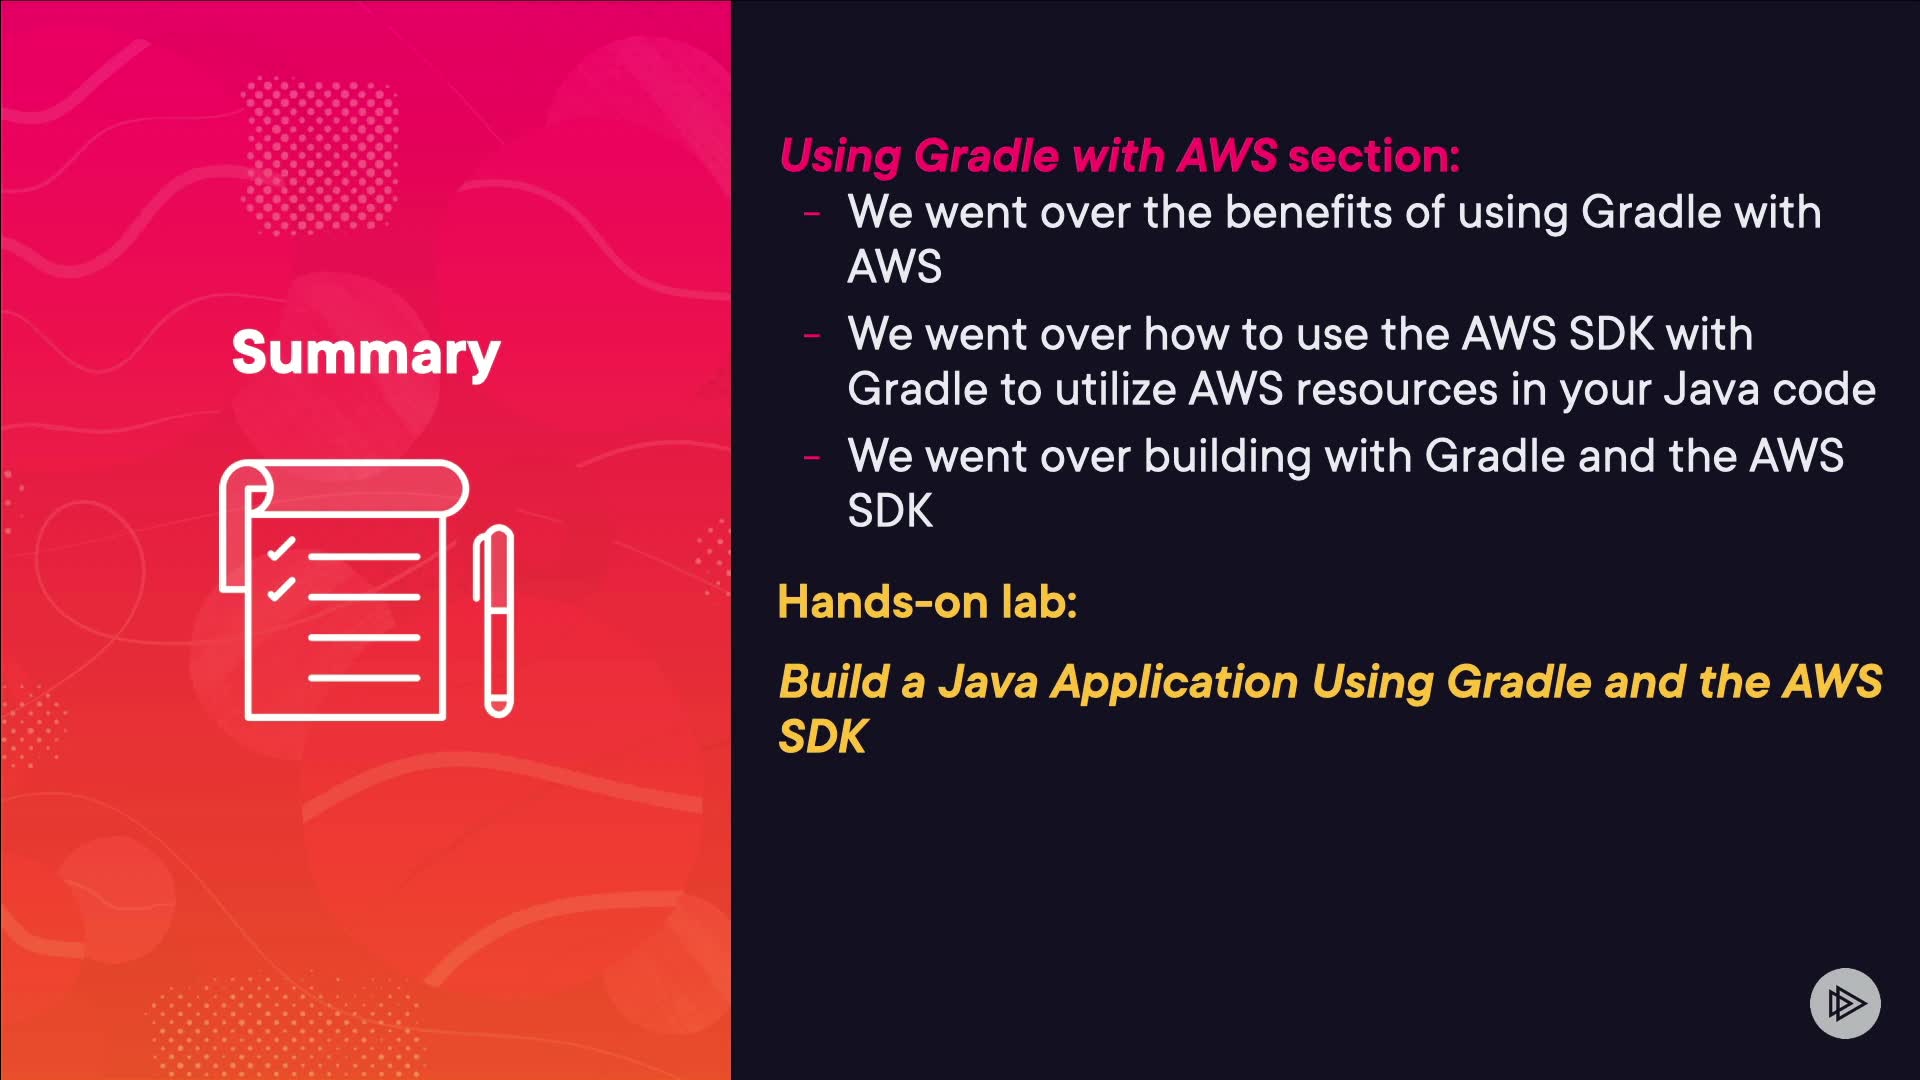 Summary
Using Gradle with AWS section:
- We went over the benefits of using Gradle with
AWS
- We went over how to use the AWS SDK with
Gradle to utilize AWS resources in your Java code
- We went over building with Gradle and the AWS
SDK
Hands-on lab:
Build a Java Application Using Gradle and the AWS
SDK